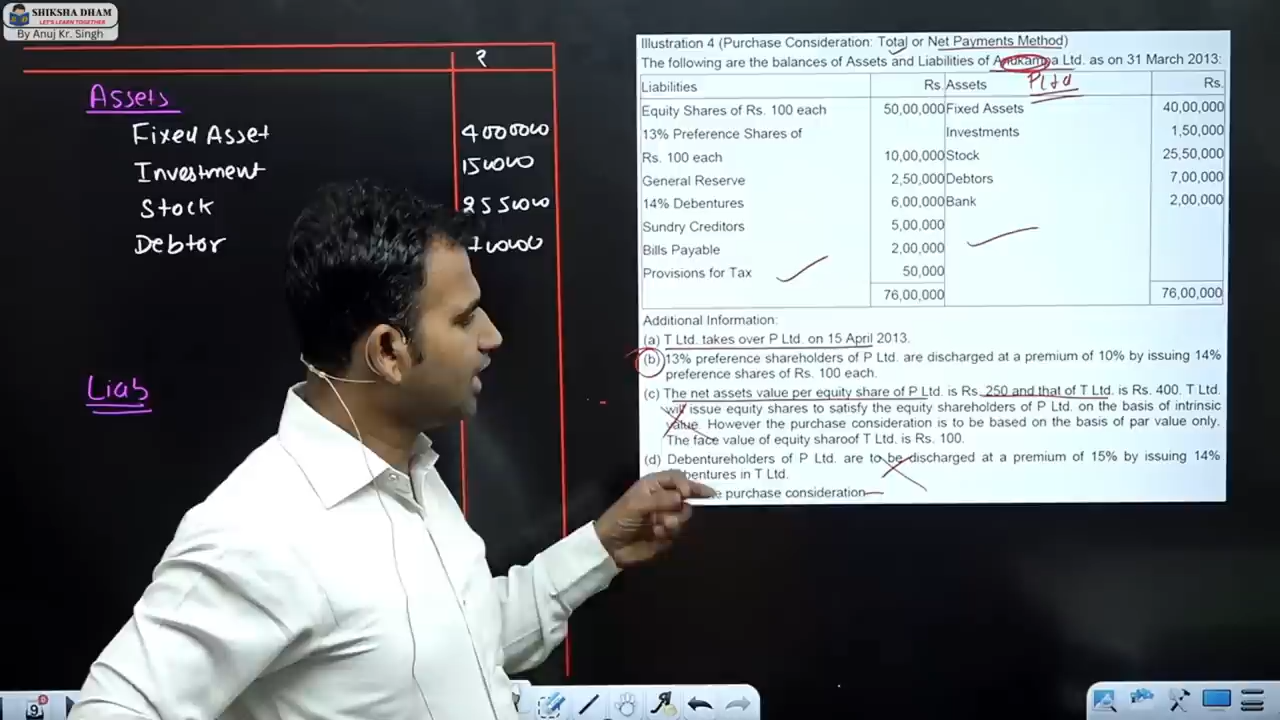 SHIKSHA DHAM
LET'S LEARN TOGETHER
By Anuj Kr. Singh
₹
Assets
Fixed Asset 4000000
Investment 150000
Stock 2550000
Debtor 700000
Liab
Illustration 4 (Purchase Consideration: Total or Net Payments Method)
The following are the balances of Assets and Liabilities of Anukampa Ltd. as on 31 March 2013:
P Ltd
Liabilities Rs. Assets Rs.
Equity Shares of Rs. 100 each 50,00,000 Fixed Assets 40,00,000
13% Preference Shares of Investments 1,50,000
Rs. 100 each 10,00,000 Stock 25,50,000
General Reserve 2,50,000 Debtors 7,00,000
14% Debentures 6,00,000 Bank 2,00,000
Sundry Creditors 5,00,000
Bills Payable 2,00,000
Provisions for Tax 50,000
76,00,000 76,00,000
Additional Information:
(a) T Ltd. takes over P Ltd. on 15 April 2013.
(b) 13% preference shareholders of P Ltd. are discharged at a premium of 10% by issuing 14%
preference shares of Rs. 100 each.
(c) The net assets value per equity share of P Ltd. is Rs. 250 and that of T Ltd. is Rs. 400. T Ltd.
will issue equity shares to satisfy the equity shareholders of P Ltd. on the basis of intrinsic
value. However the purchase consideration is to be based on the basis of par value only.
The face value of equity sharoof T Ltd. is Rs. 100.
(d) Debentureholders of P Ltd. are to be discharged at a premium of 15% by issuing 14%
in T Ltd.
purchase consideration
9